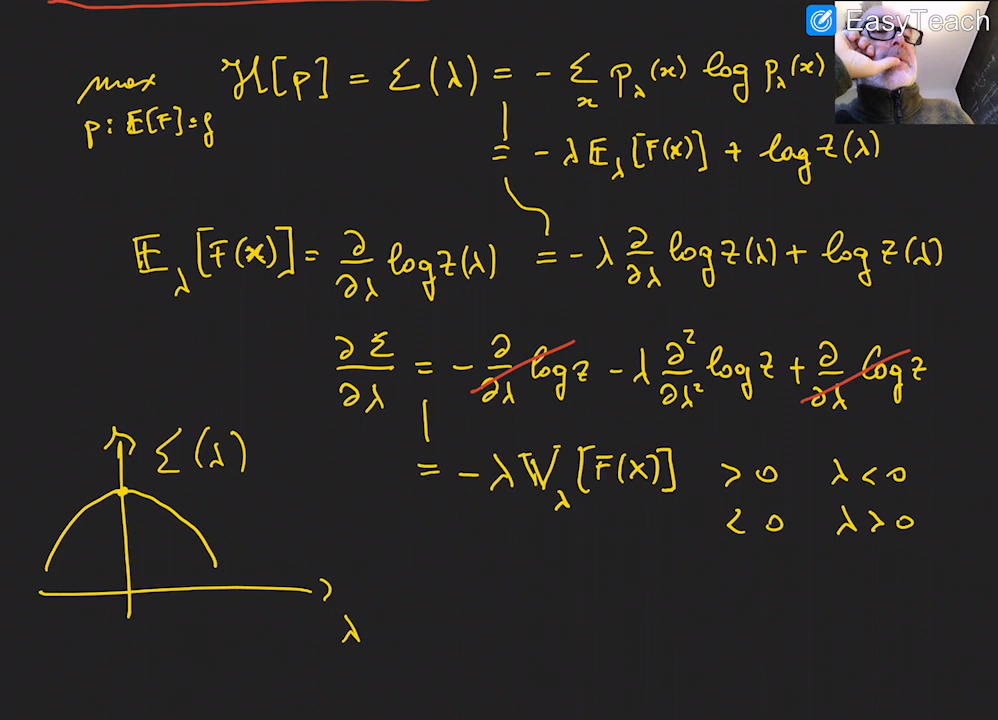 EasyTeach
max H[p] = Σ(λ) = - Σ_x p_λ(x) log p_λ(x)
p: E[F]=f
= - λ E_λ[F(x)] + log Z(λ)
E_λ[F(x)] = ∂/∂λ log Z(λ) = - λ ∂/∂λ log Z(λ) + log Z(λ)
∂Σ/∂λ = - ∂/∂λ log Z - λ ∂²/∂λ² log Z + ∂/∂λ log Z
Σ(λ)
= - λ V_λ[F(x)] > 0 λ < 0
< 0 λ > 0
λ